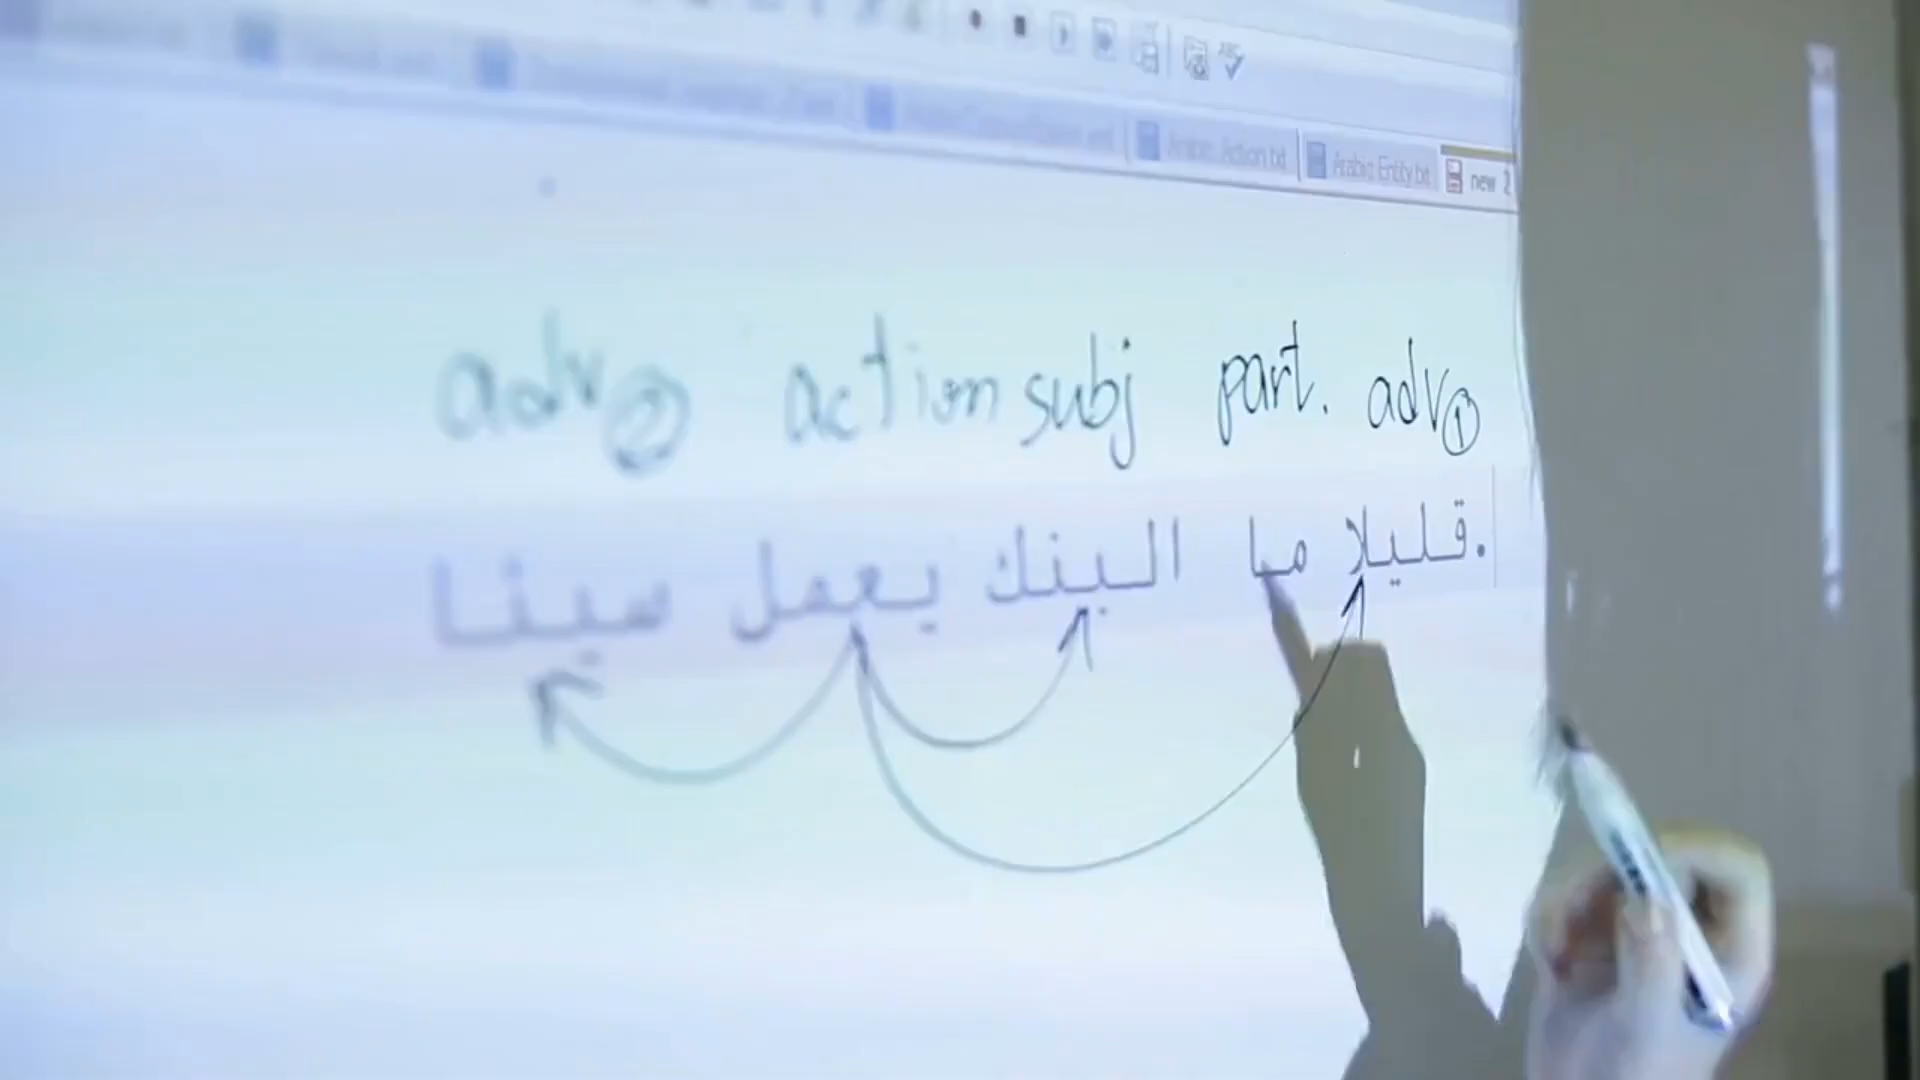 Arabic Action.txt Arabic Entity.txt new 2
adv② action subj part. adv①
قليلا ما البنك يعمل سيئا.